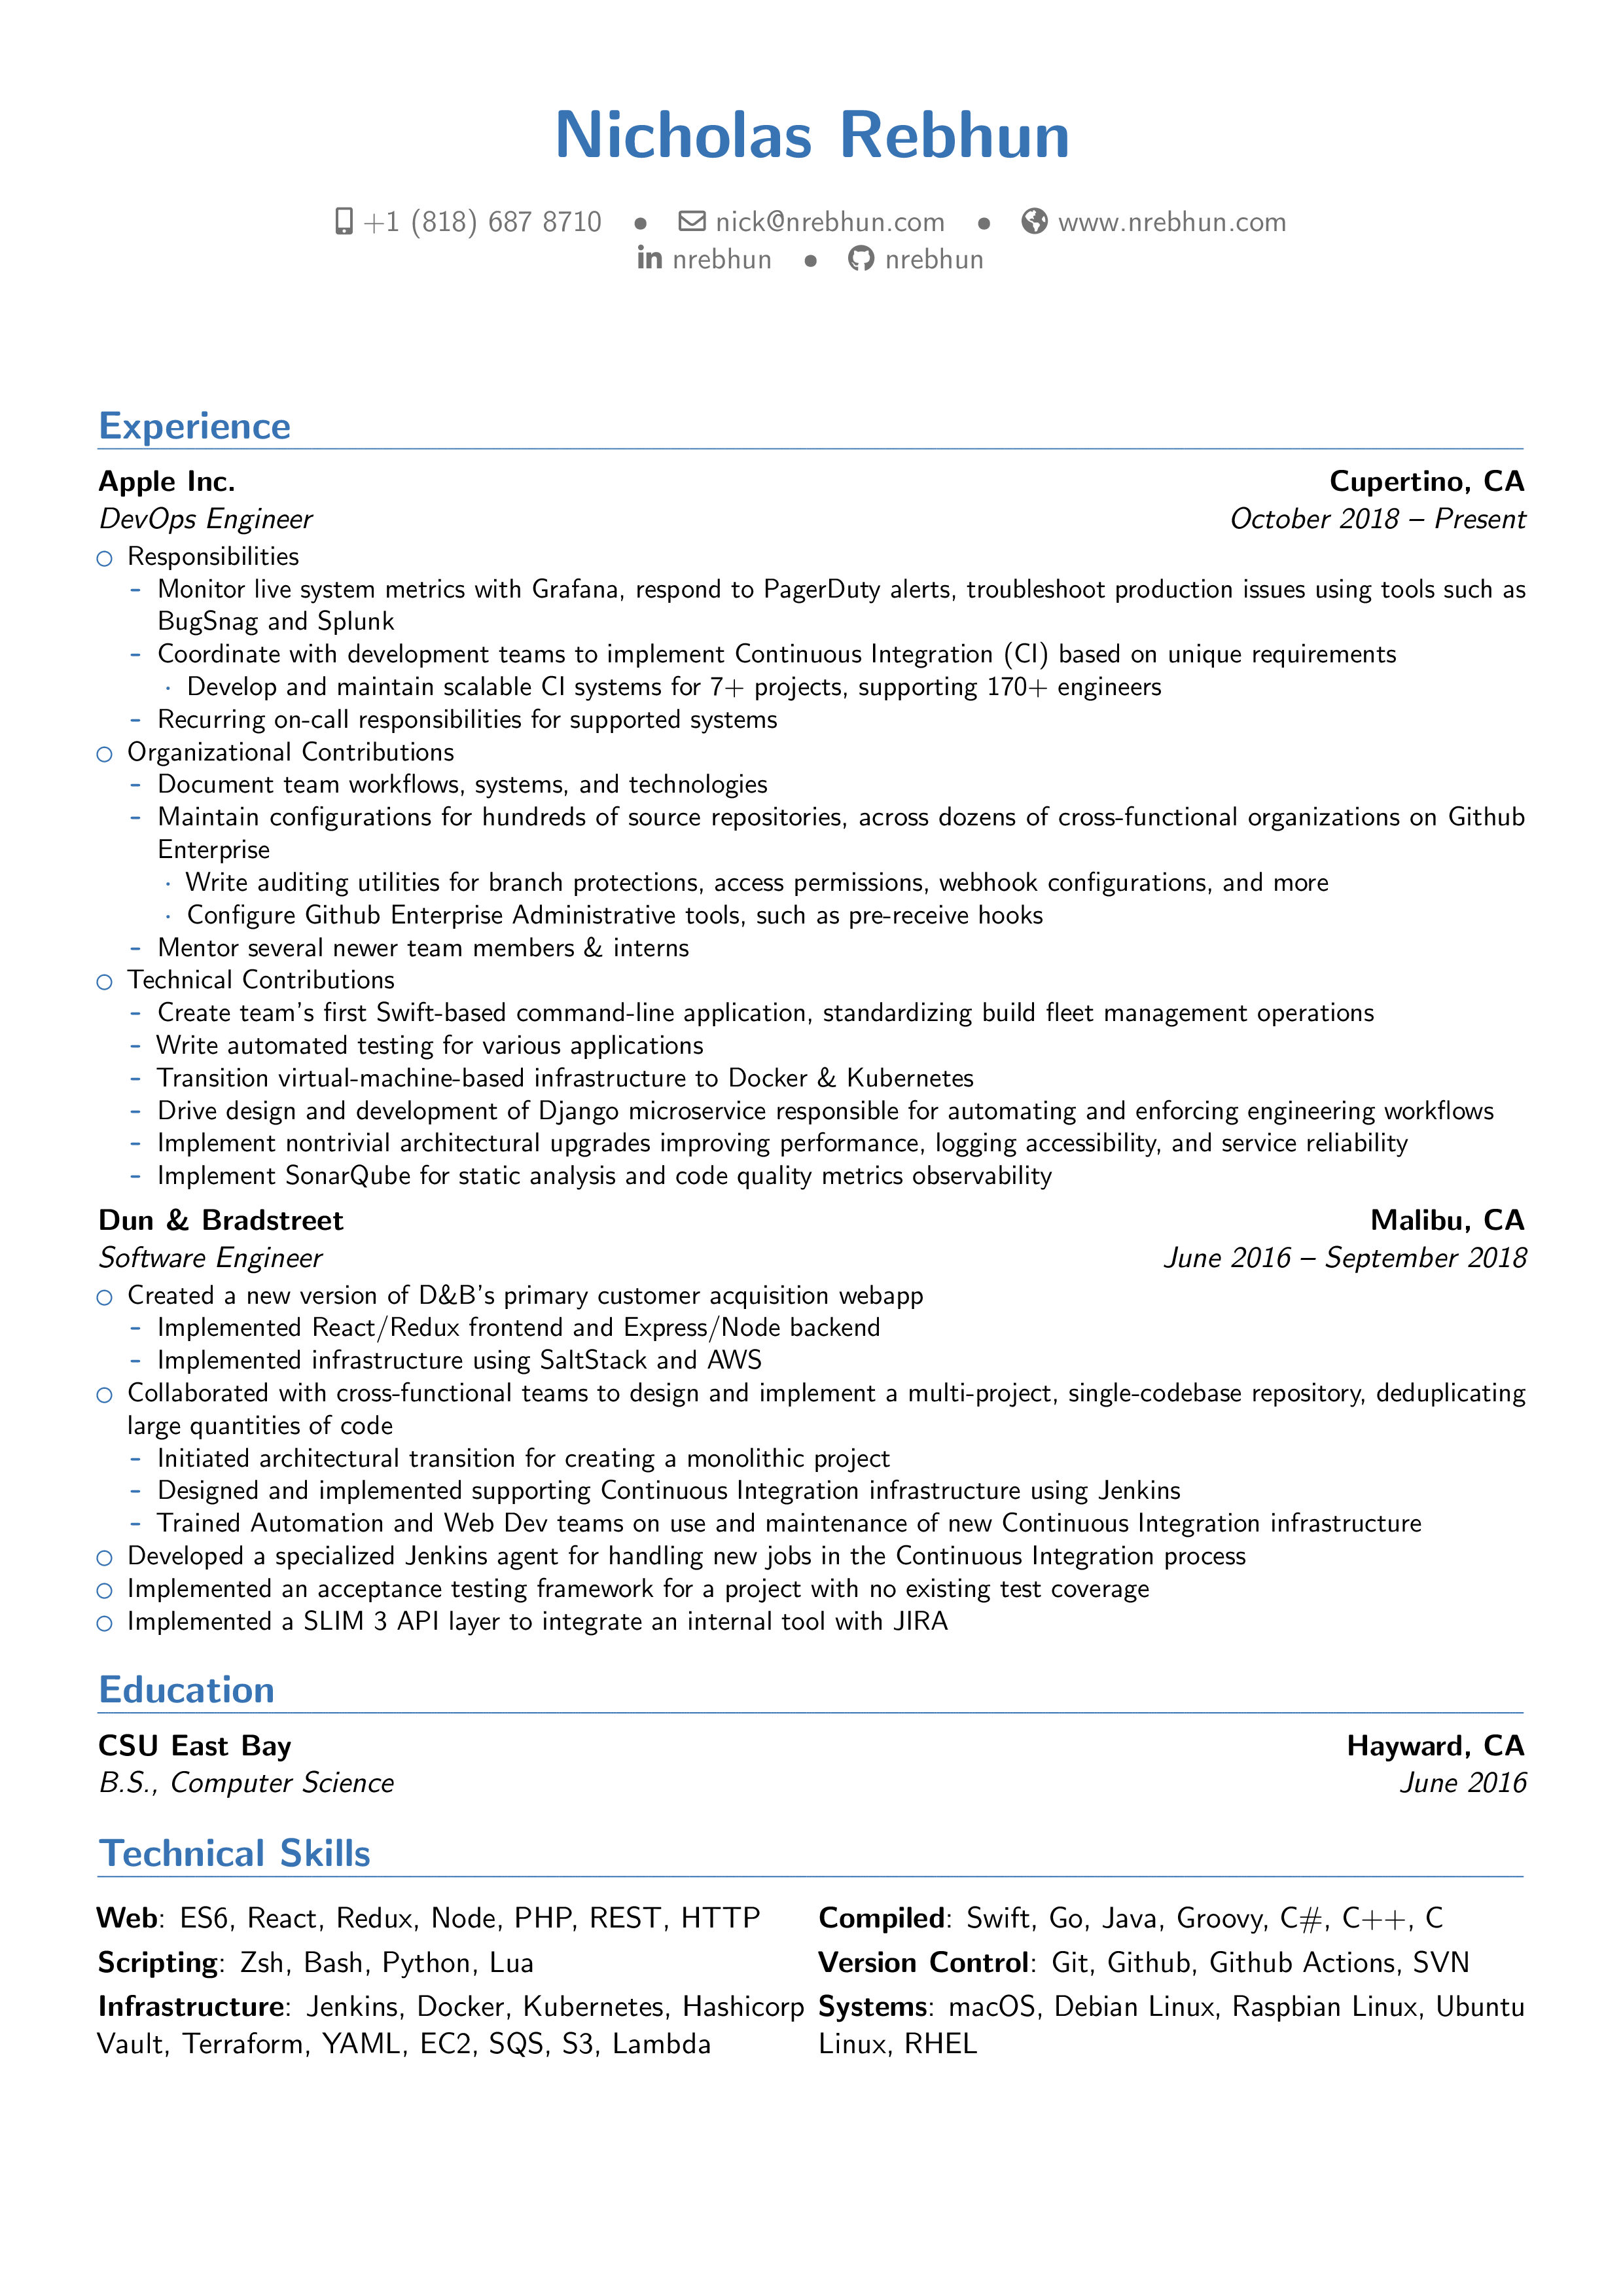 Nicholas Rebhun
+1 (818) 687 8710 • nick@nrebhun.com • www.nrebhun.com
nrebhun • nrebhun
Experience
Apple Inc. Cupertino, CA
DevOps Engineer October 2018 – Present
○ Responsibilities
– Monitor live system metrics with Grafana, respond to PagerDuty alerts, troubleshoot production issues using tools such as
BugSnag and Splunk
– Coordinate with development teams to implement Continuous Integration (CI) based on unique requirements
· Develop and maintain scalable CI systems for 7+ projects, supporting 170+ engineers
– Recurring on-call responsibilities for supported systems
○ Organizational Contributions
– Document team workflows, systems, and technologies
– Maintain configurations for hundreds of source repositories, across dozens of cross-functional organizations on Github
Enterprise
· Write auditing utilities for branch protections, access permissions, webhook configurations, and more
· Configure Github Enterprise Administrative tools, such as pre-receive hooks
– Mentor several newer team members & interns
○ Technical Contributions
– Create team's first Swift-based command-line application, standardizing build fleet management operations
– Write automated testing for various applications
– Transition virtual-machine-based infrastructure to Docker & Kubernetes
– Drive design and development of Django microservice responsible for automating and enforcing engineering workflows
– Implement nontrivial architectural upgrades improving performance, logging accessibility, and service reliability
– Implement SonarQube for static analysis and code quality metrics observability
Dun & Bradstreet Malibu, CA
Software Engineer June 2016 – September 2018
○ Created a new version of D&B's primary customer acquisition webapp
– Implemented React/Redux frontend and Express/Node backend
– Implemented infrastructure using SaltStack and AWS
○ Collaborated with cross-functional teams to design and implement a multi-project, single-codebase repository, deduplicating
large quantities of code
– Initiated architectural transition for creating a monolithic project
– Designed and implemented supporting Continuous Integration infrastructure using Jenkins
– Trained Automation and Web Dev teams on use and maintenance of new Continuous Integration infrastructure
○ Developed a specialized Jenkins agent for handling new jobs in the Continuous Integration process
○ Implemented an acceptance testing framework for a project with no existing test coverage
○ Implemented a SLIM 3 API layer to integrate an internal tool with JIRA
Education
CSU East Bay Hayward, CA
B.S., Computer Science June 2016
Technical Skills
Web: ES6, React, Redux, Node, PHP, REST, HTTP
Scripting: Zsh, Bash, Python, Lua
Infrastructure: Jenkins, Docker, Kubernetes, Hashicorp
Vault, Terraform, YAML, EC2, SQS, S3, Lambda
Compiled: Swift, Go, Java, Groovy, C#, C++, C
Version Control: Git, Github, Github Actions, SVN
Systems: macOS, Debian Linux, Raspbian Linux, Ubuntu
Linux, RHEL